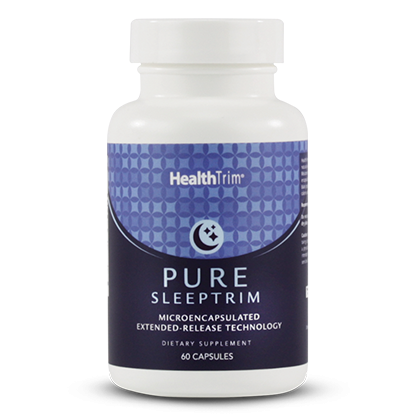 HealthTrim®
PURE
SLEEPTRIM
MICROENCAPSULATED
EXTENDED-RELEASE TECHNOLOGY
DIETARY SUPPLEMENT
60 CAPSULES